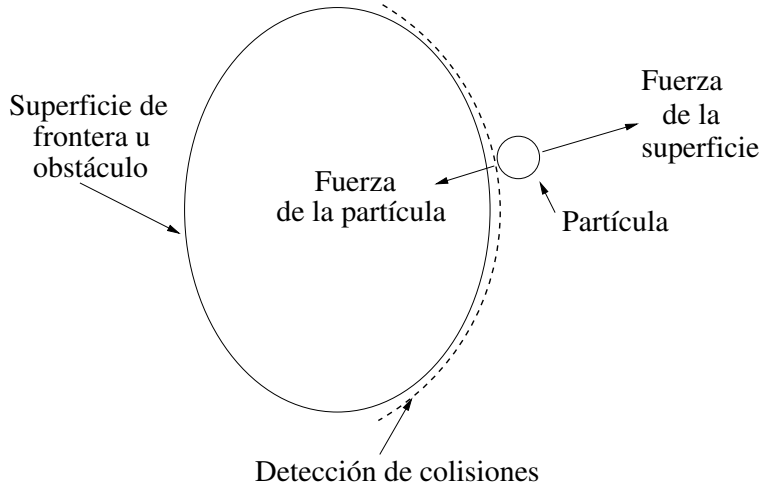 Superficie de
frontera u
obstáculo
Fuerza
de la partícula
Fuerza
de la
superficie
Partícula
Detección de colisiones